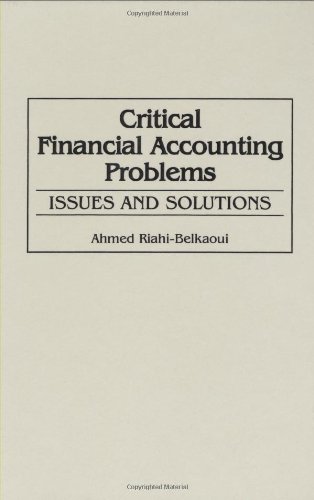 Critical
Financial Accounting
Problems
ISSUES AND SOLUTIONS
Ahmed Riahi-Belkaoui